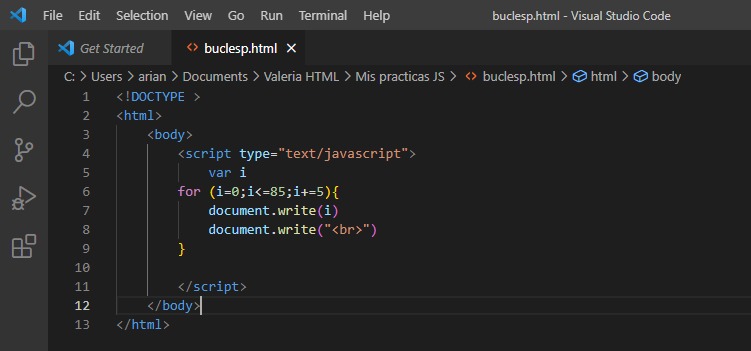 File Edit Selection View Go Run Terminal Help buclesp.html - Visual Studio Code
Get Started buclesp.html
C: > Users > arian > Documents > Valeria HTML > Mis practicas JS > buclesp.html > html > body
1 <!DOCTYPE >
2 <html>
3 <body>
4 <script type="text/javascript">
5 var i
6 for (i=0;i<=85;i+=5){
7 document.write(i)
8 document.write("<br>")
9 }
10
11 </script>
12 </body>
13 </html>